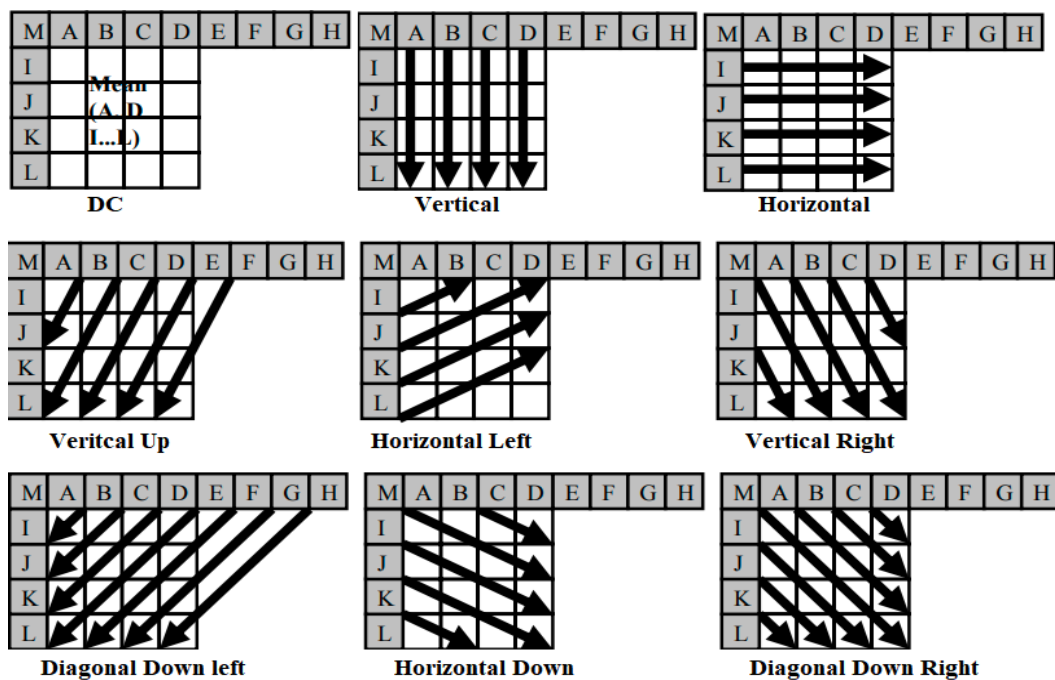 M A B C D E F G H
I
J
K
L
Mean
(A. D
I...L)
DC
M A B C D E F G H
I
J
K
L
Vertical
M A B C D E F G H
I
J
K
L
Horizontal
M A B C D E F G H
I
J
K
L
Veritcal Up
M A B C D E F G H
I
J
K
L
Horizontal Left
M A B C D E F G H
I
J
K
L
Vertical Right
M A B C D E F G H
I
J
K
L
Diagonal Down left
M A B C D E F G H
I
J
K
L
Horizontal Down
M A B C D E F G H
I
J
K
L
Diagonal Down Right